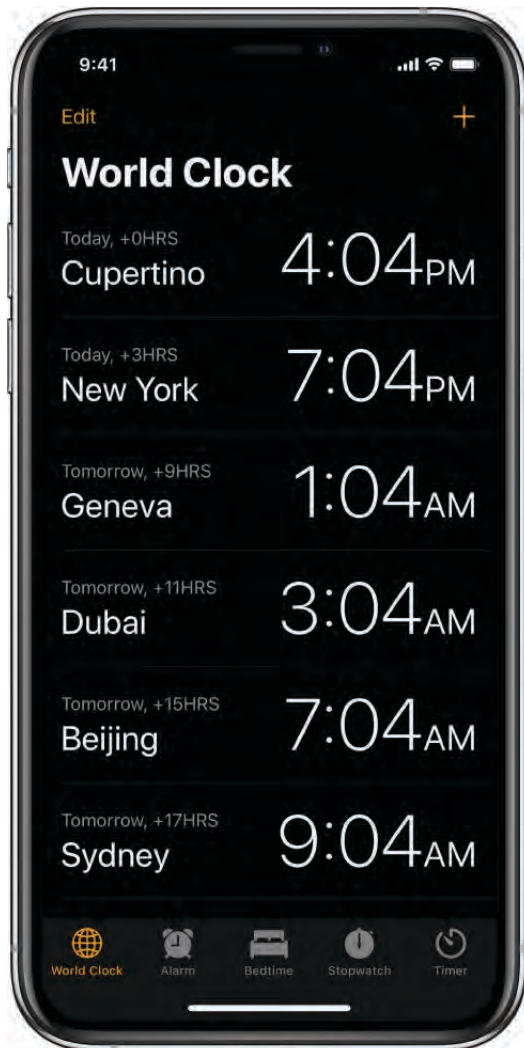 9:41
Edit +
World Clock
Today, +0HRS
Cupertino 4:04PM
Today, +3HRS
New York 7:04PM
Tomorrow, +9HRS
Geneva 1:04AM
Tomorrow, +11HRS
Dubai 3:04AM
Tomorrow, +15HRS
Beijing 7:04AM
Tomorrow, +17HRS
Sydney 9:04AM
World Clock Alarm Bedtime Stopwatch Timer